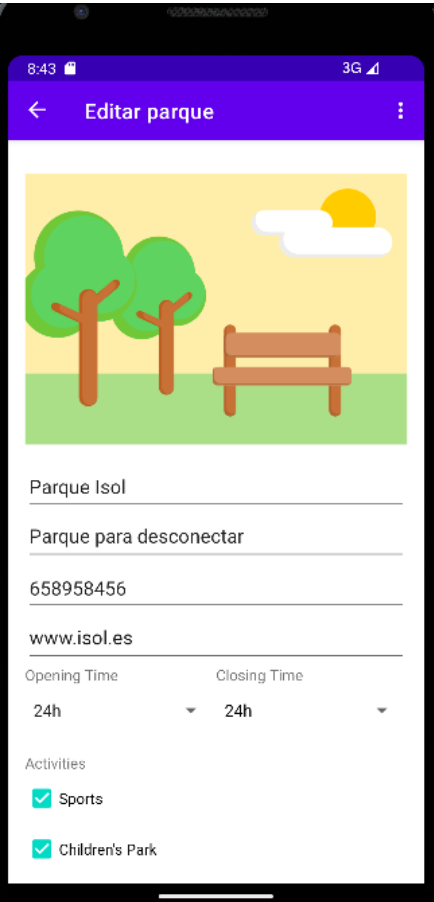 8:43 3G
Editar parque
Parque Isol
Parque para desconectar
658958456
www.isol.es
Opening Time Closing Time
24h 24h
Activities
Sports
Children's Park